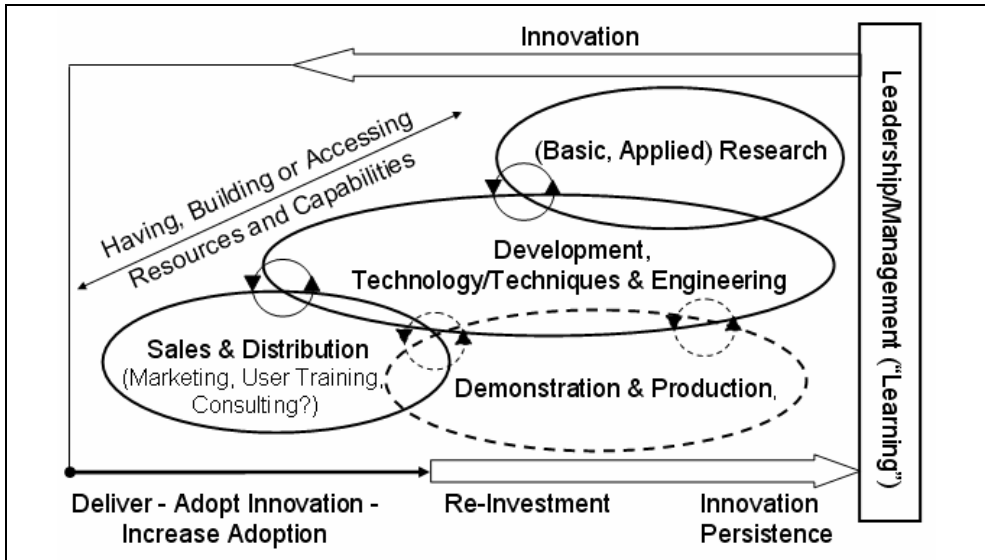 Innovation
Leadership/Management (“Learning”)
Having, Building or Accessing
Resources and Capabilities
(Basic, Applied) Research
Development,
Technology/Techniques & Engineering
Sales & Distribution
(Marketing, User Training,
Consulting?)
Demonstration & Production,
Deliver - Adopt Innovation -
Increase Adoption
Re-Investment
Innovation
Persistence